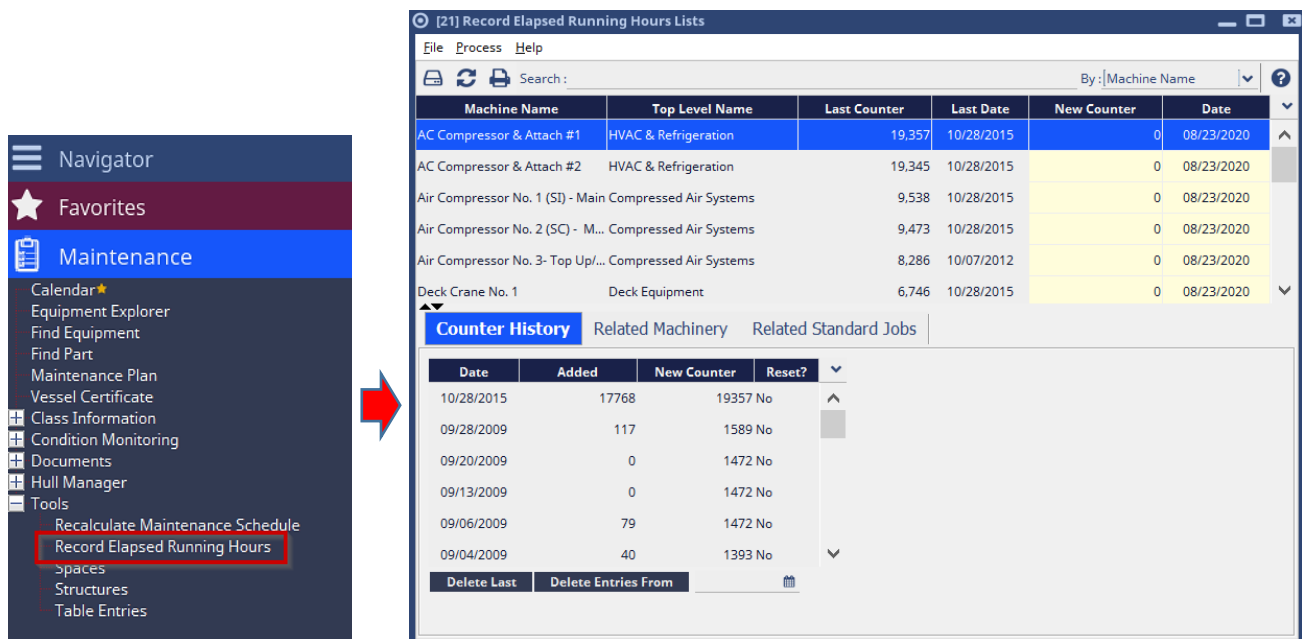 Navigator
Favorites
Maintenance
Calendar
Equipment Explorer
Find Equipment
Find Part
Maintenance Plan
Vessel Certificate
Class Information
Condition Monitoring
Documents
Hull Manager
Tools
Recalculate Maintenance Schedule
Record Elapsed Running Hours
Spaces
Structures
Table Entries
[21] Record Elapsed Running Hours Lists
File Process Help
Search : By : Machine Name
Machine Name Top Level Name Last Counter Last Date New Counter Date
AC Compressor & Attach #1 HVAC & Refrigeration 19,357 10/28/2015 0 08/23/2020
AC Compressor & Attach #2 HVAC & Refrigeration 19,345 10/28/2015 0 08/23/2020
Air Compressor No. 1 (SI) - Main Compressed Air Systems 9,538 10/28/2015 0 08/23/2020
Air Compressor No. 2 (SC) - M... Compressed Air Systems 9,473 10/28/2015 0 08/23/2020
Air Compressor No. 3- Top Up/... Compressed Air Systems 8,286 10/07/2012 0 08/23/2020
Deck Crane No. 1 Deck Equipment 6,746 10/28/2015 0 08/23/2020
Counter History Related Machinery Related Standard Jobs
Date Added New Counter Reset?
10/28/2015 17768 19357 No
09/28/2009 117 1589 No
09/20/2009 0 1472 No
09/13/2009 0 1472 No
09/06/2009 79 1472 No
09/04/2009 40 1393 No
Delete Last Delete Entries From